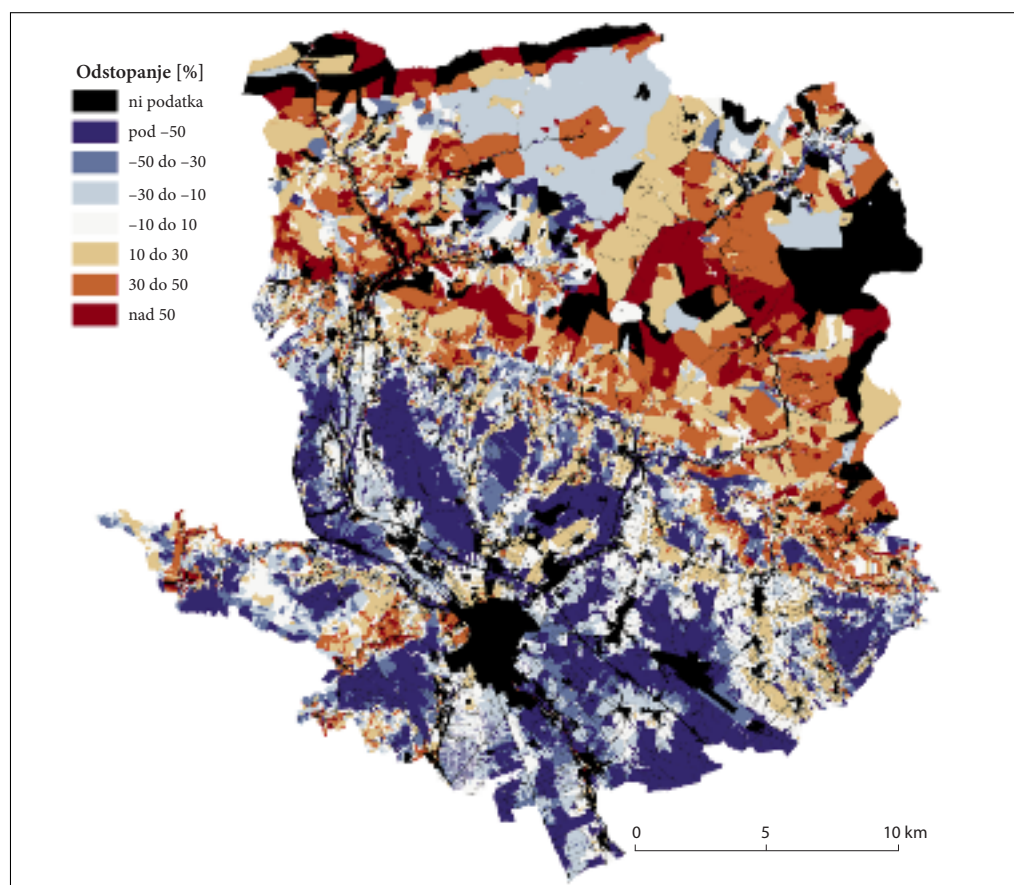 Odstopanje [%]
ni podatka
pod –50
–50 do –30
–30 do –10
–10 do 10
10 do 30
30 do 50
nad 50
0 5 10 km